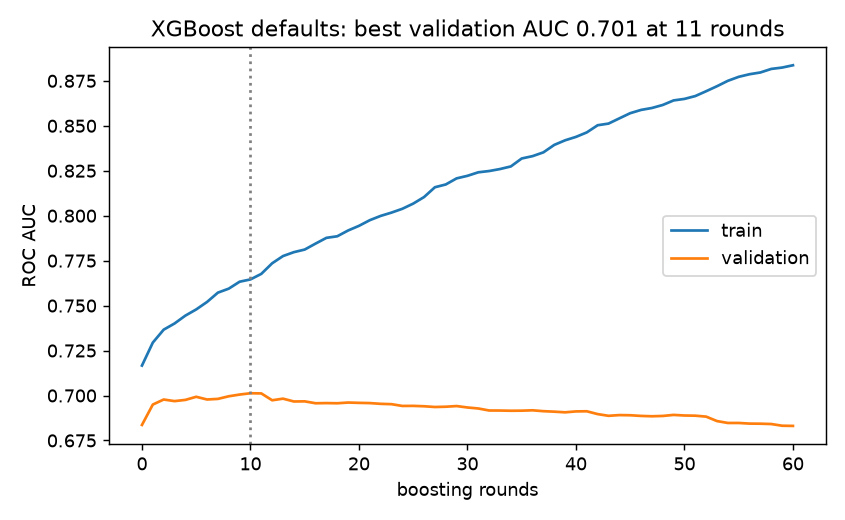 XGBoost defaults: best validation AUC 0.701 at 11 rounds
ROC AUC
0.875
0.850
0.825
0.800
0.775
0.750
0.725
0.700
0.675
train
validation
0 10 20 30 40 50 60
boosting rounds